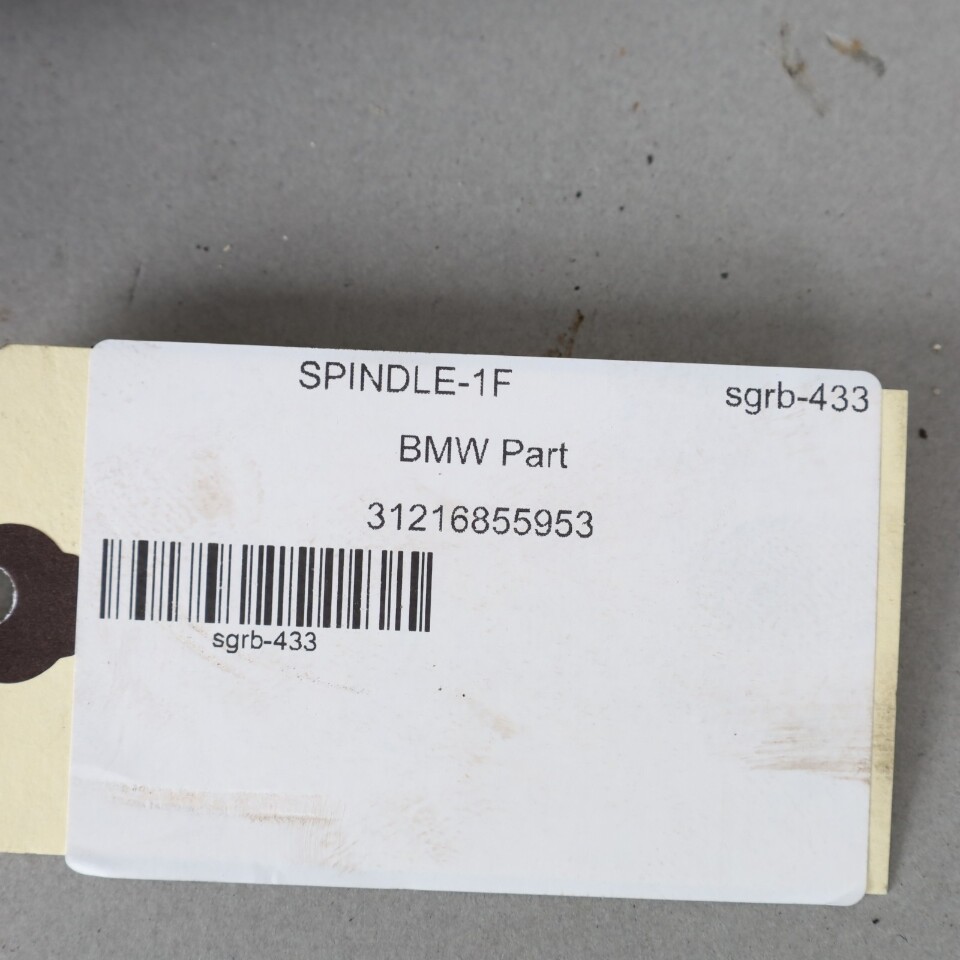 SPINDLE-1F
sgrb-433
BMW Part
31216855953
sgrb-433